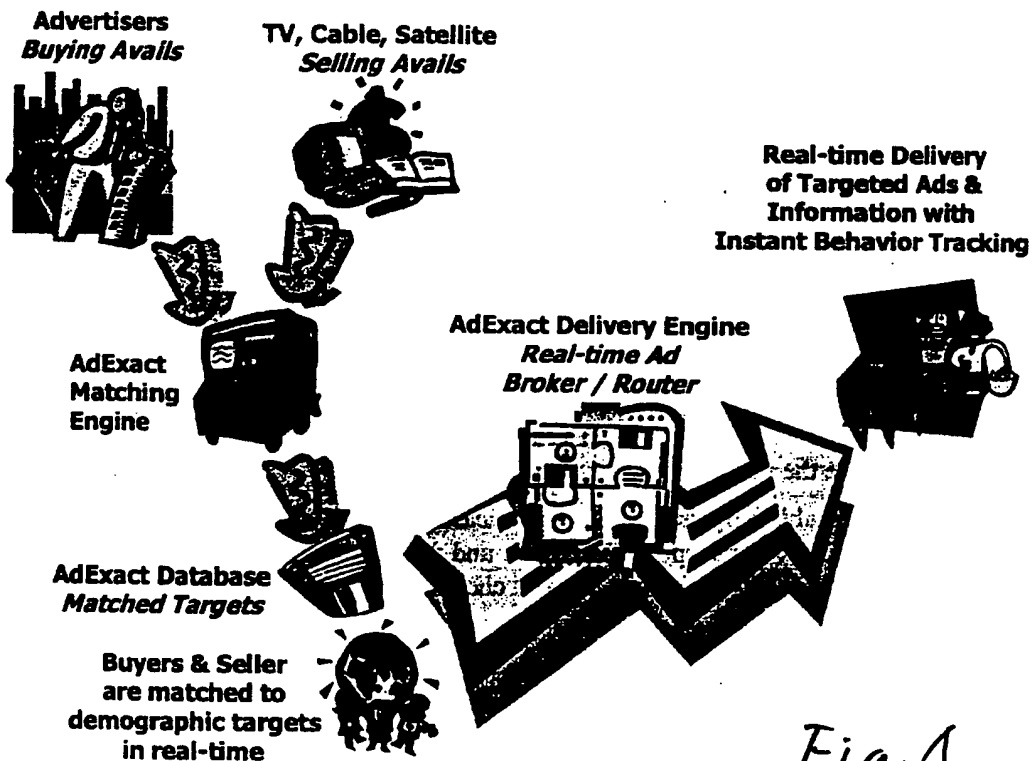 Advertisers
Buying Avails
TV, Cable, Satellite
Selling Avails
Real-time Delivery
of Targeted Ads &
Information with
Instant Behavior Tracking
AdExact Delivery Engine
Real-time Ad
Broker / Router
AdExact
Matching
Engine
AdExact Database
Matched Targets
Buyers & Seller
are matched to
demographic targets
in real-time